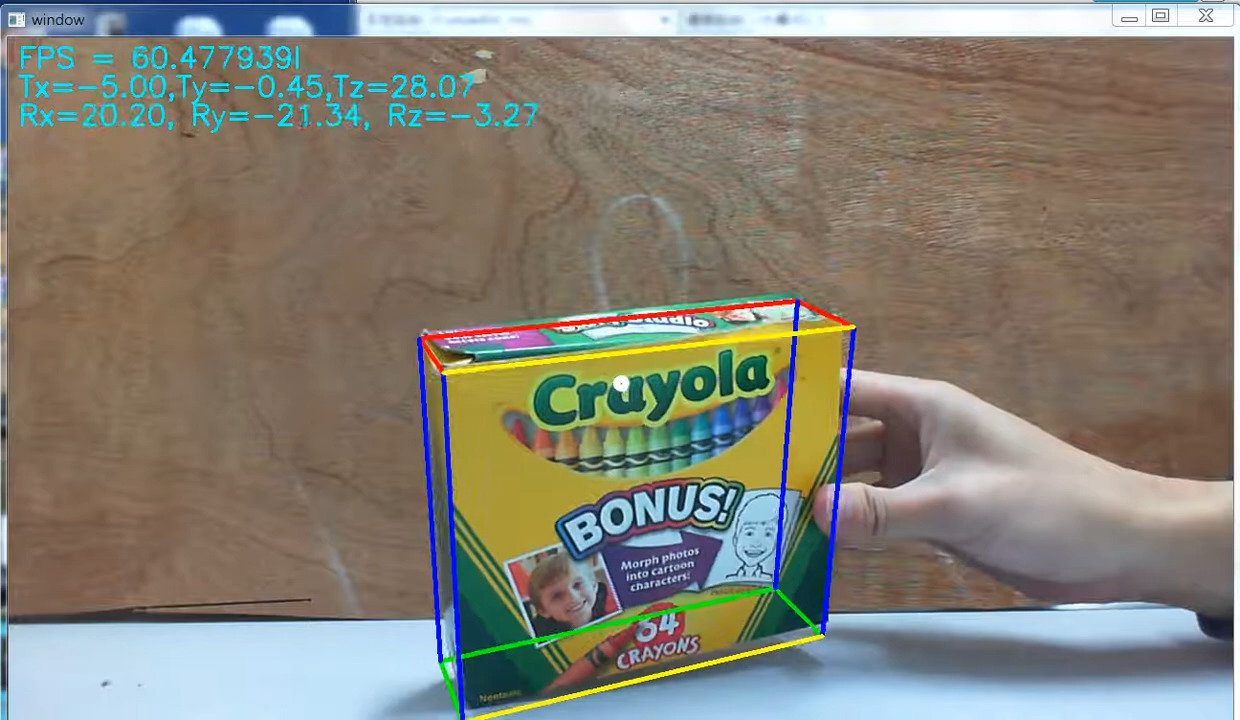 window
FPS = 60.4779391
Tx=-5.00,Ty=-0.45,Tz=28.07
Rx=20.20, Ry=-21.34, Rz=-3.27
Crayola
BONUS!
Morph photos
into cartoon
characters!
64
CRAYONS